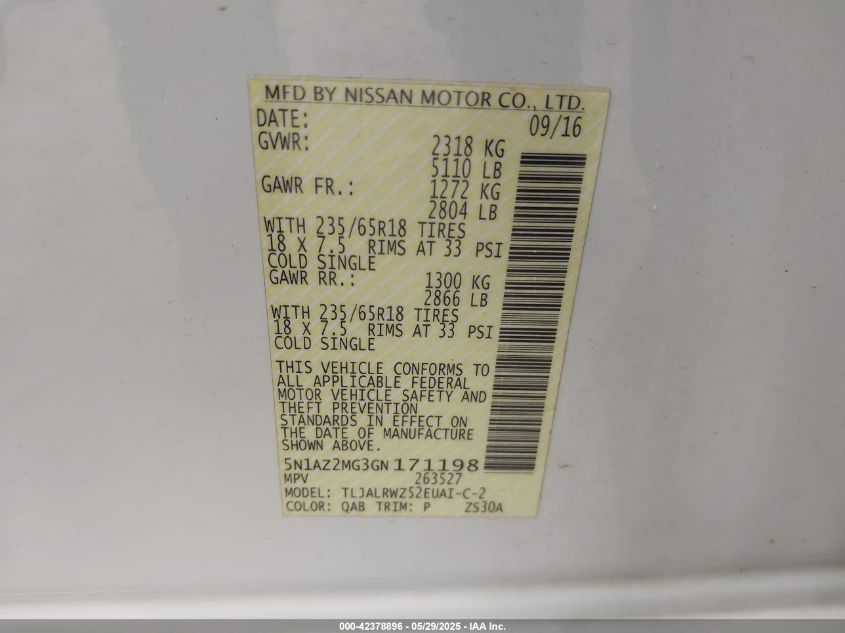 MFD BY NISSAN MOTOR CO., LTD.
DATE: 09/16
GVWR: 2318 KG
5110 LB
GAWR FR.: 1272 KG
2804 LB
WITH 235/65R18 TIRES
18 X 7.5 RIMS AT 33 PSI
COLD SINGLE
GAWR RR.: 1300 KG
2866 LB
WITH 235/65R18 TIRES
18 X 7.5 RIMS AT 33 PSI
COLD SINGLE
THIS VEHICLE CONFORMS TO
ALL APPLICABLE FEDERAL
MOTOR VEHICLE SAFETY AND
THEFT PREVENTION
STANDARDS IN EFFECT ON
THE DATE OF MANUFACTURE
SHOWN ABOVE.
5N1AZ2MG3GN171198
MPV 263527
MODEL: TLJALRWZ52EUAI-C-2
COLOR: QAB TRIM: P ZS30A
000-42378896 - 05/29/2025 - IAA Inc.